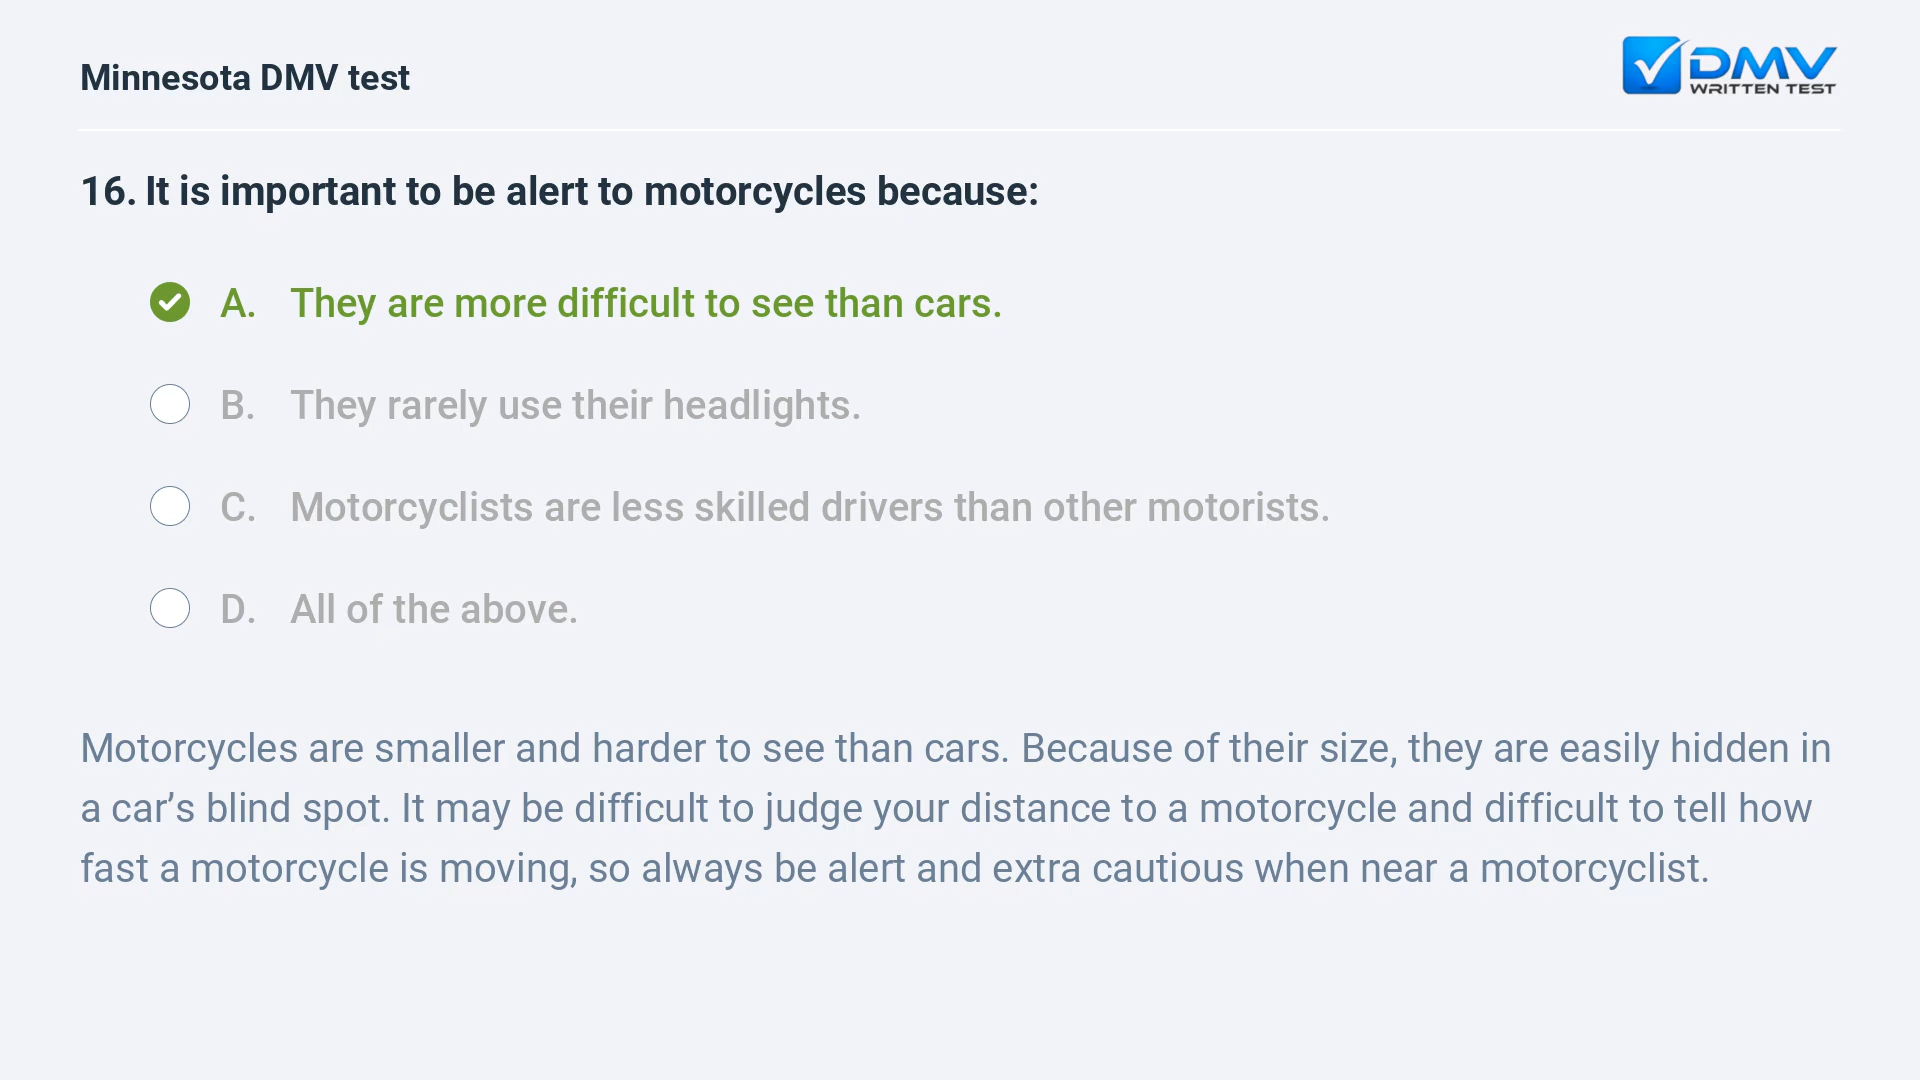 Minnesota DMV test
DMV
WRITTEN TEST
16. It is important to be alert to motorcycles because:
A. They are more difficult to see than cars.
B. They rarely use their headlights.
C. Motorcyclists are less skilled drivers than other motorists.
D. All of the above.
Motorcycles are smaller and harder to see than cars. Because of their size, they are easily hidden in
a car’s blind spot. It may be difficult to judge your distance to a motorcycle and difficult to tell how
fast a motorcycle is moving, so always be alert and extra cautious when near a motorcyclist.